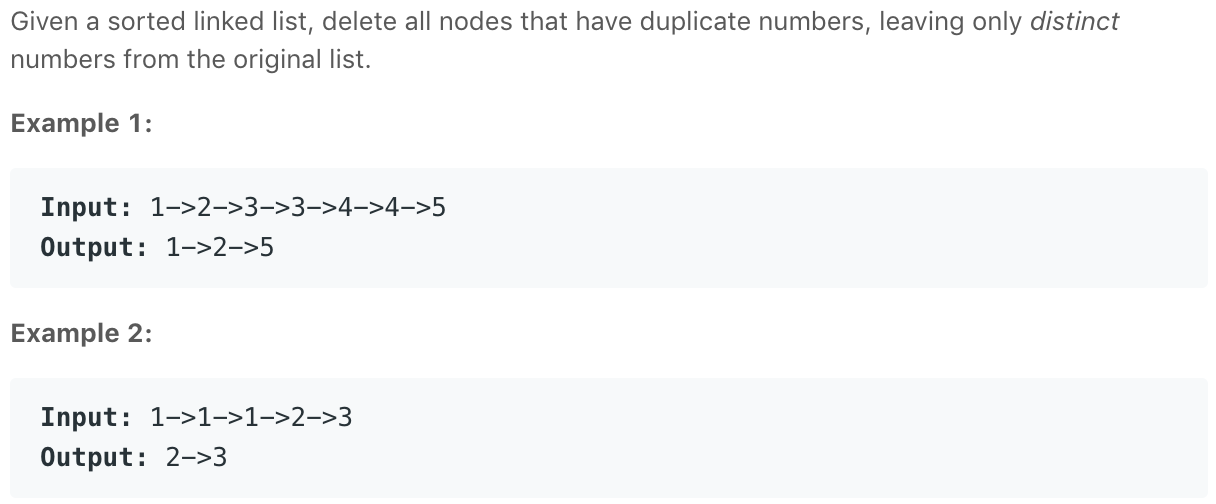 Given a sorted linked list, delete all nodes that have duplicate numbers, leaving only distinct
numbers from the original list.
Example 1:
Input: 1->2->3->3->4->4->5
Output: 1->2->5
Example 2:
Input: 1->1->1->2->3
Output: 2->3